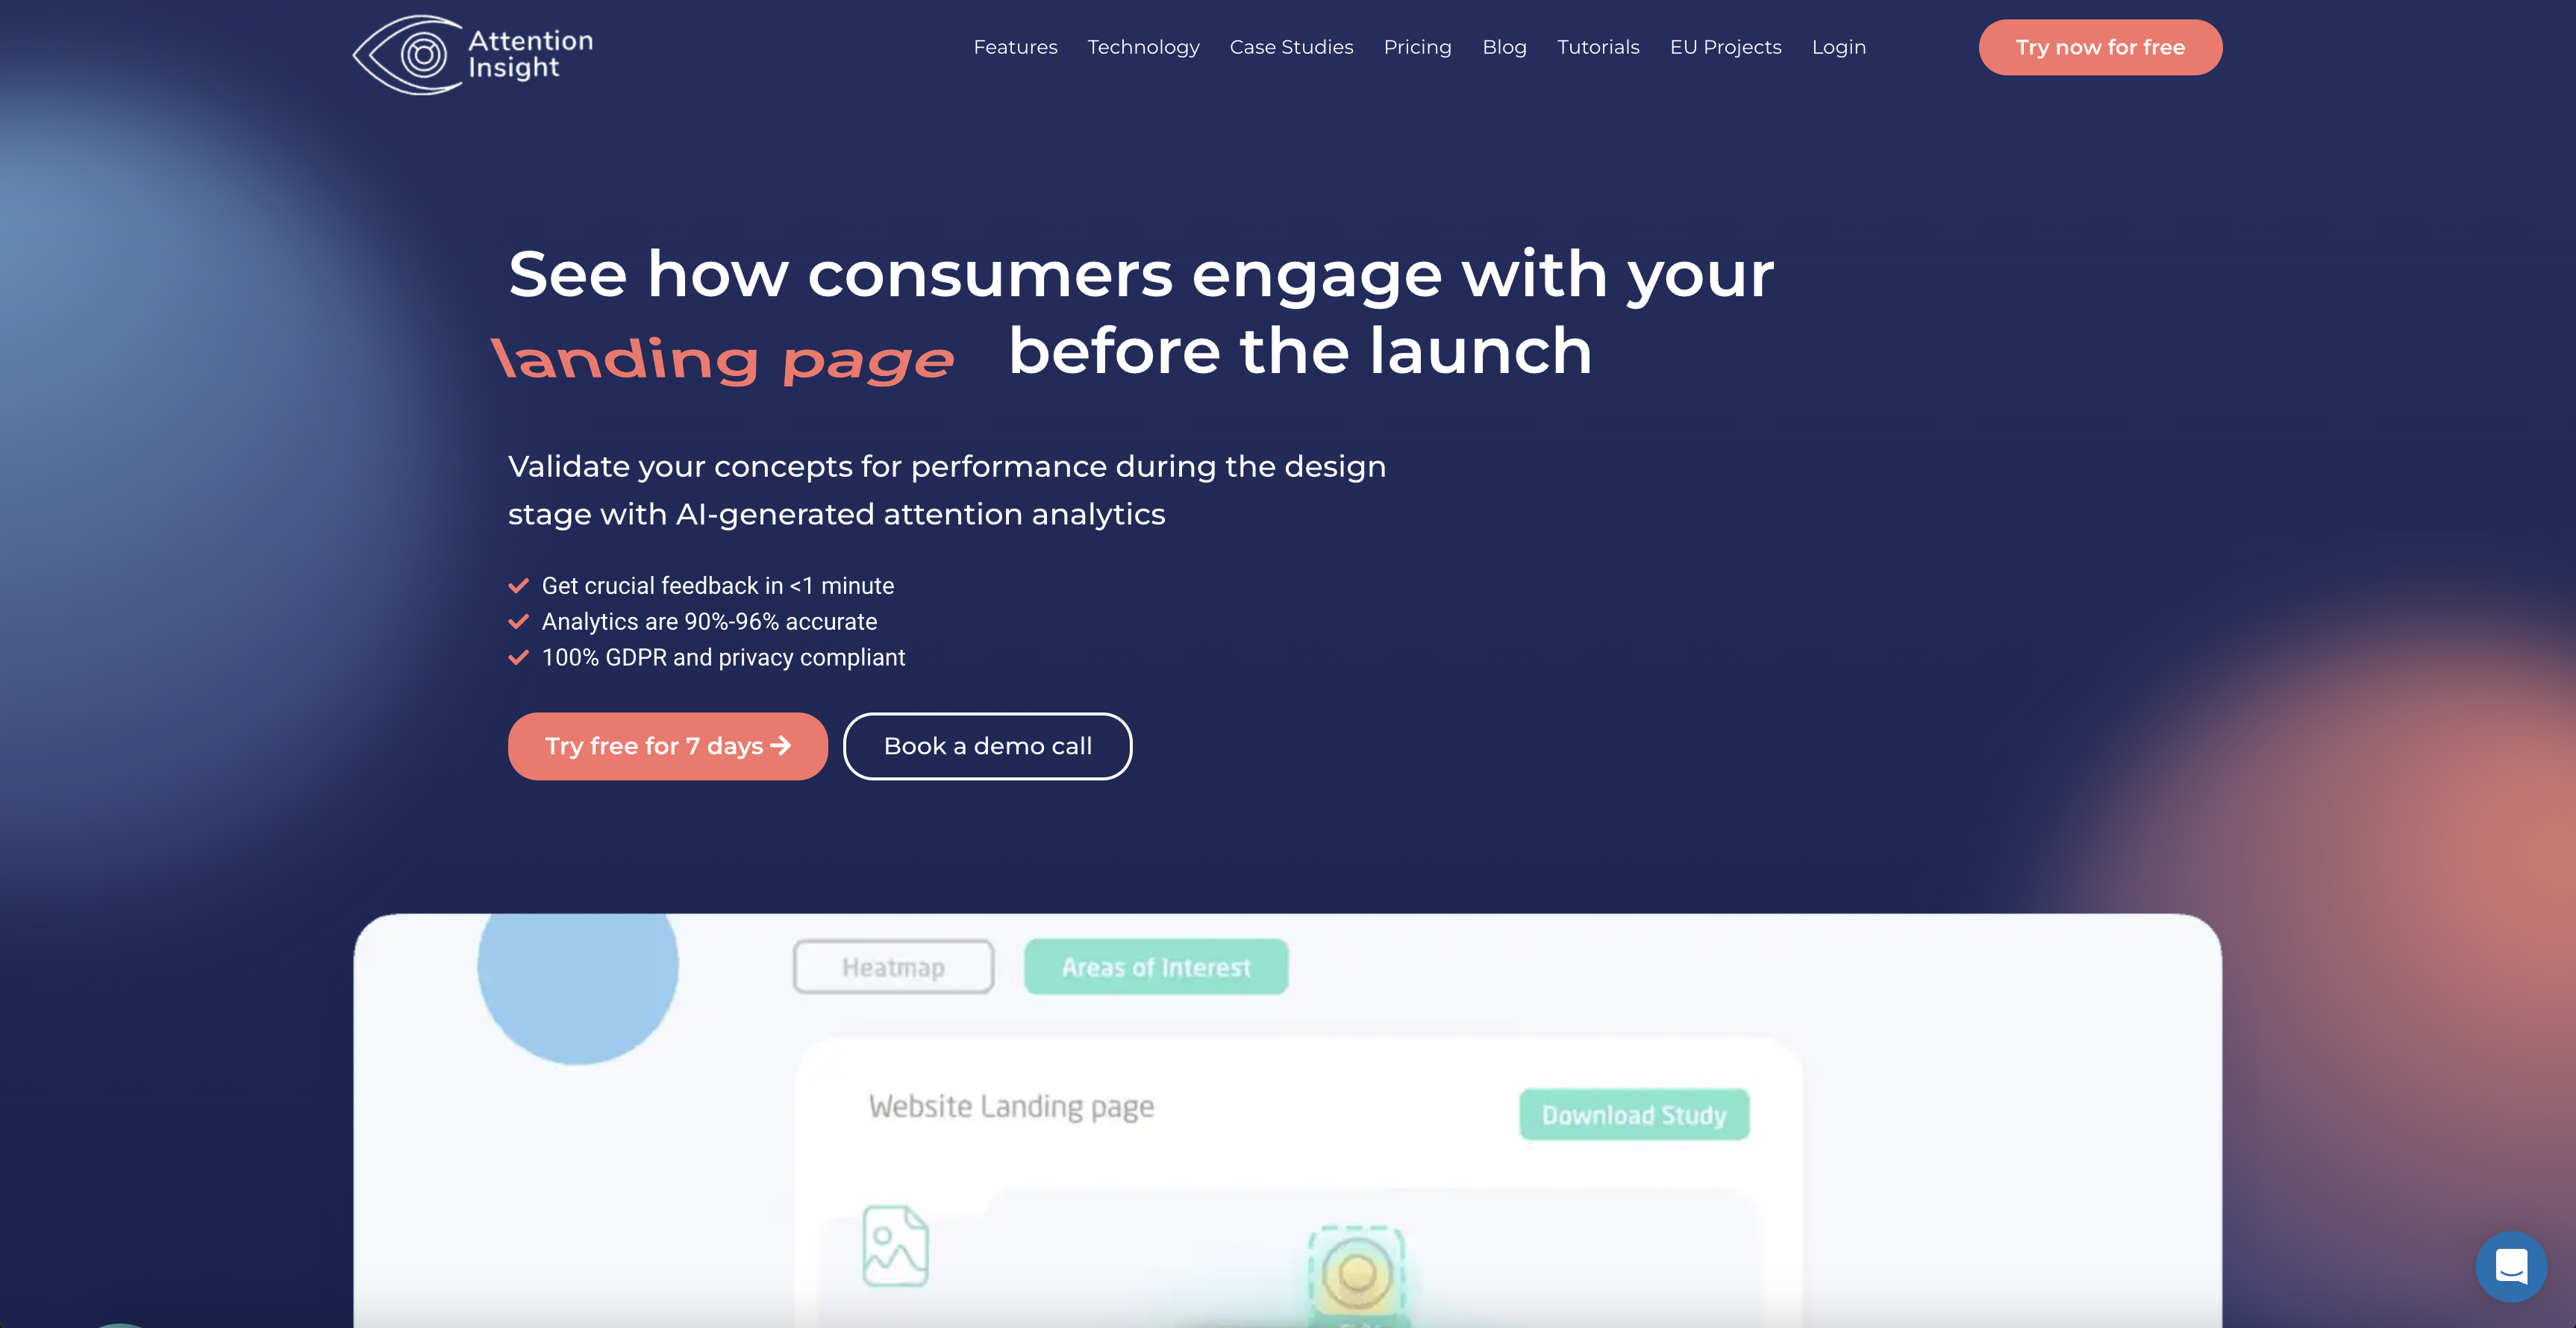 Attention
Insight
Features Technology Case Studies Pricing Blog Tutorials EU Projects Login Try now for free
See how consumers engage with your
landing page before the launch
Validate your concepts for performance during the design
stage with AI-generated attention analytics
Get crucial feedback in <1 minute
Analytics are 90%-96% accurate
100% GDPR and privacy compliant
Try free for 7 days
Book a demo call
Heatmap Areas of Interest
Website Landing page Download Study